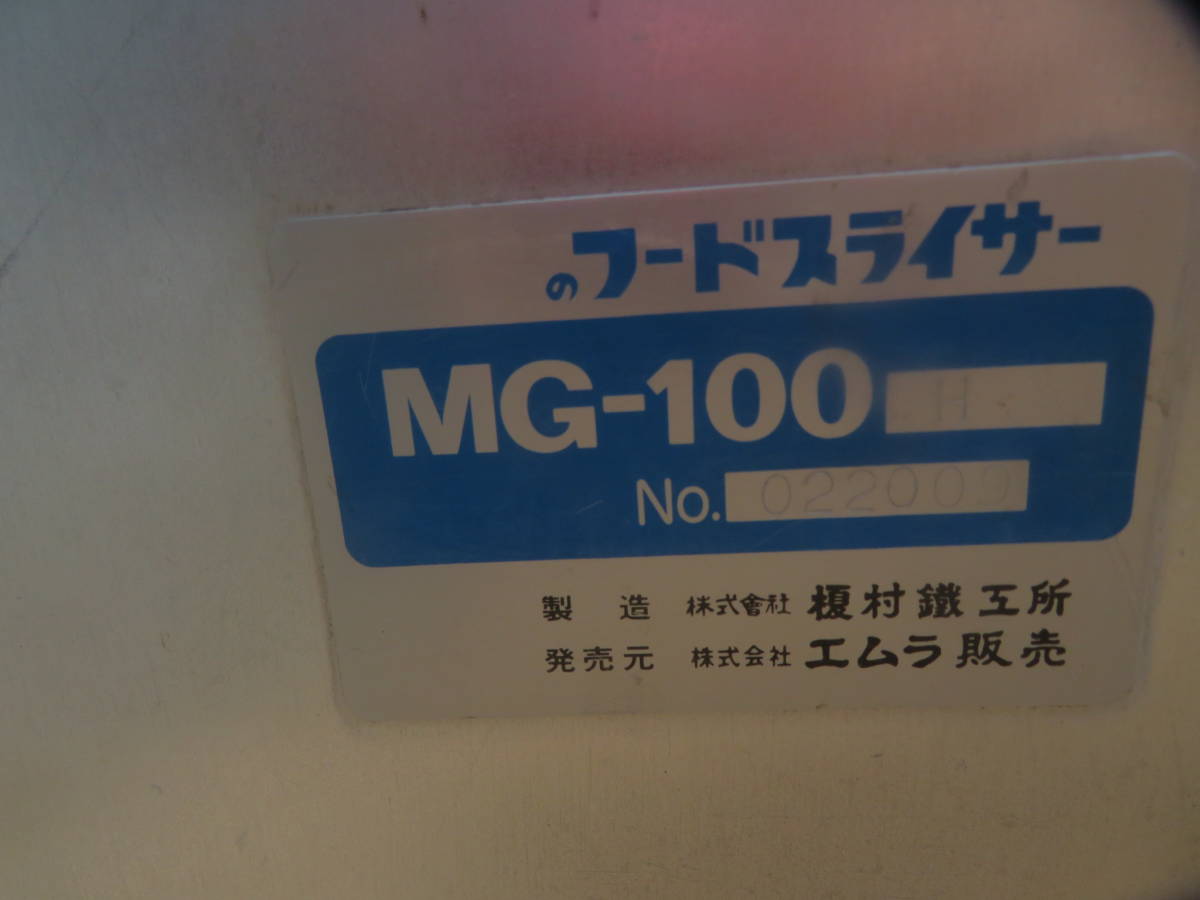 のフードスライサー
MG-100 H
No. 022009
製造 株式會社 榎村鐵工所
発売元 株式会社 エムラ販売